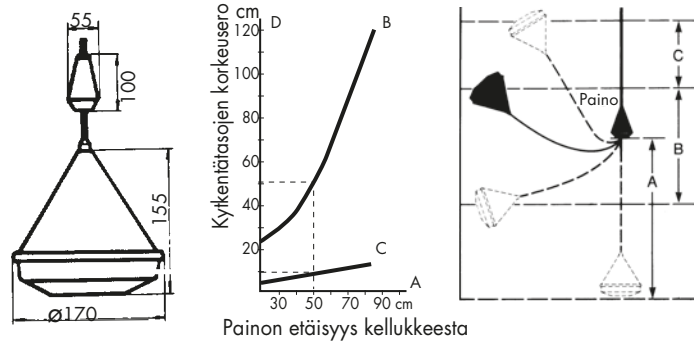 55
100
155
ø170
Kytkentätasojen korkeusero
cm
D
B
120
100
80
60
40
20
C
A
30 50 70 90 cm
Painon etäisyys kellukkeesta
Paino
C
B
A